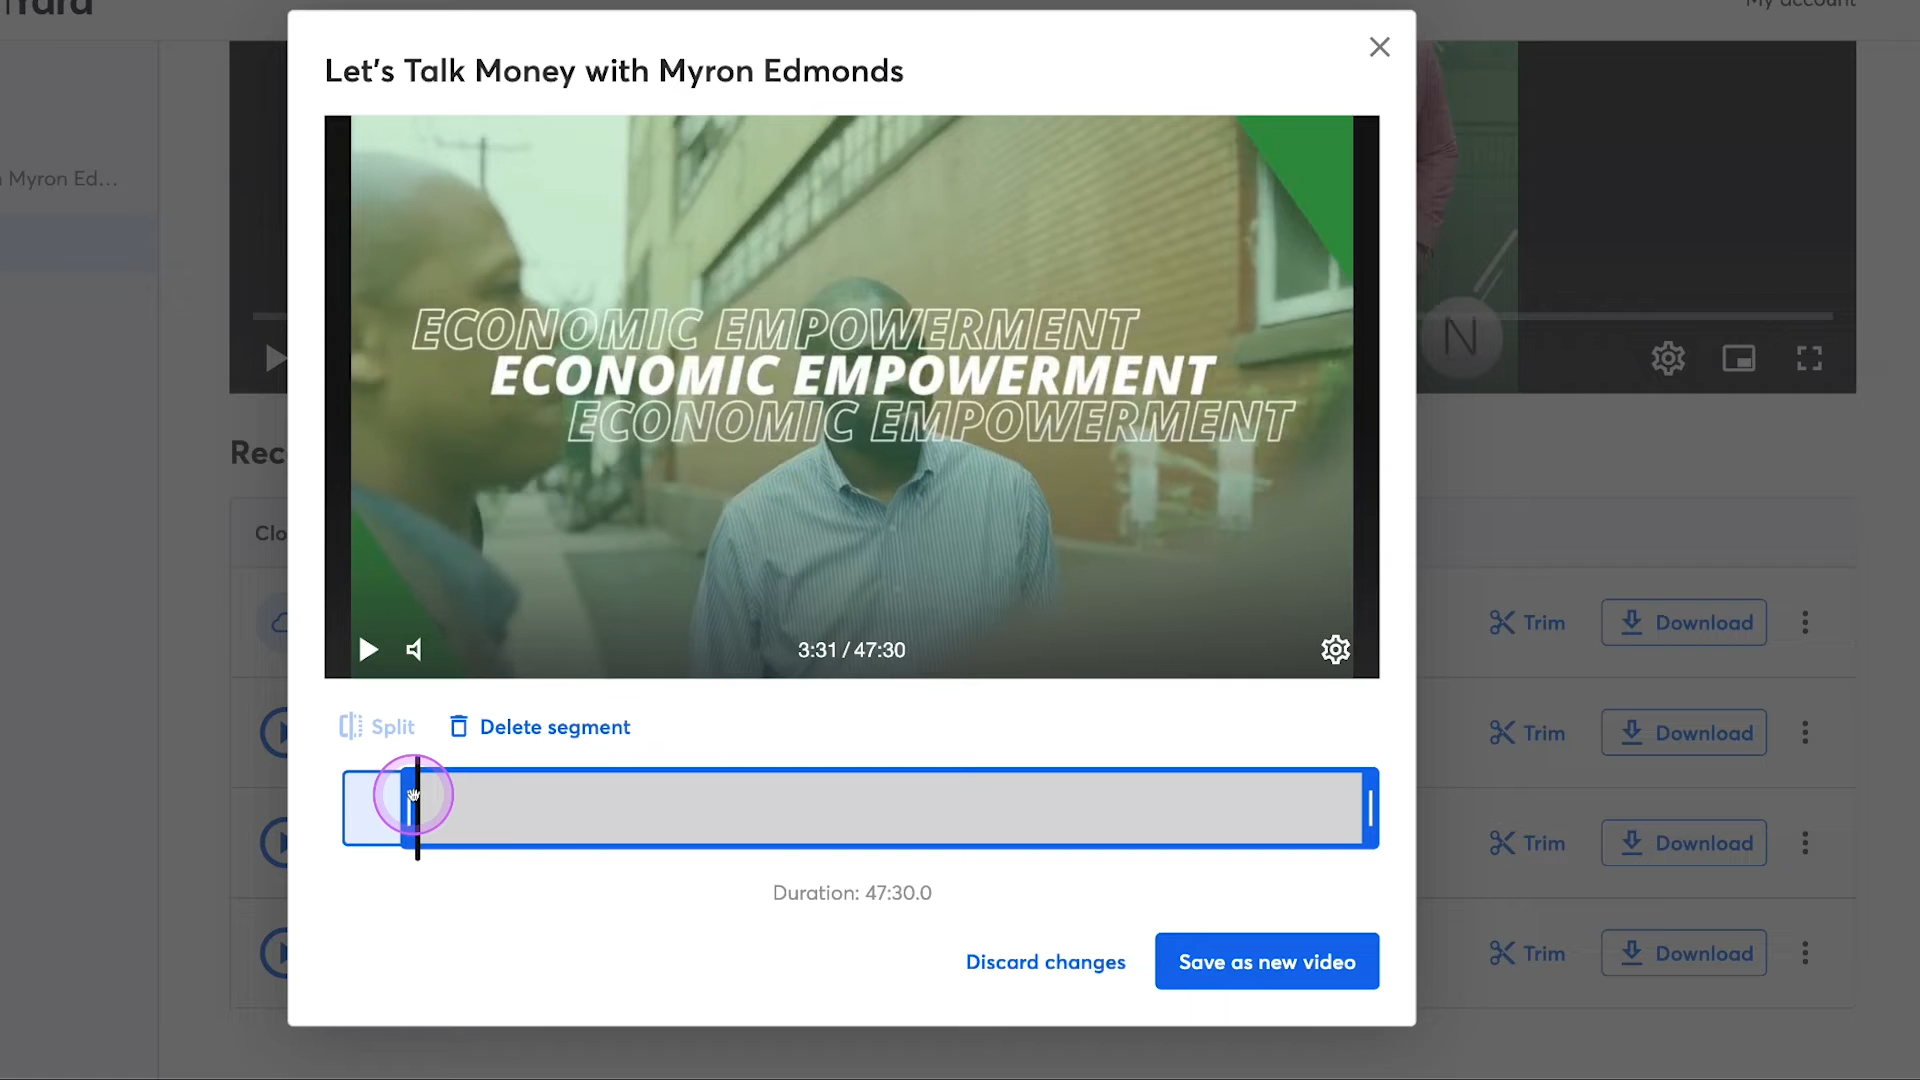 My account
Let's Talk Money with Myron Edmonds
Myron Ed...
ECONOMIC EMPOWERMENT
ECONOMIC EMPOWERMENT
ECONOMIC EMPOWERMENT
N
3:31 / 47:30
Rec
Split
Delete segment
Clo
Trim
Download
Trim
Download
Trim
Download
Trim
Download
Duration: 47:30.0
Discard changes
Save as new video